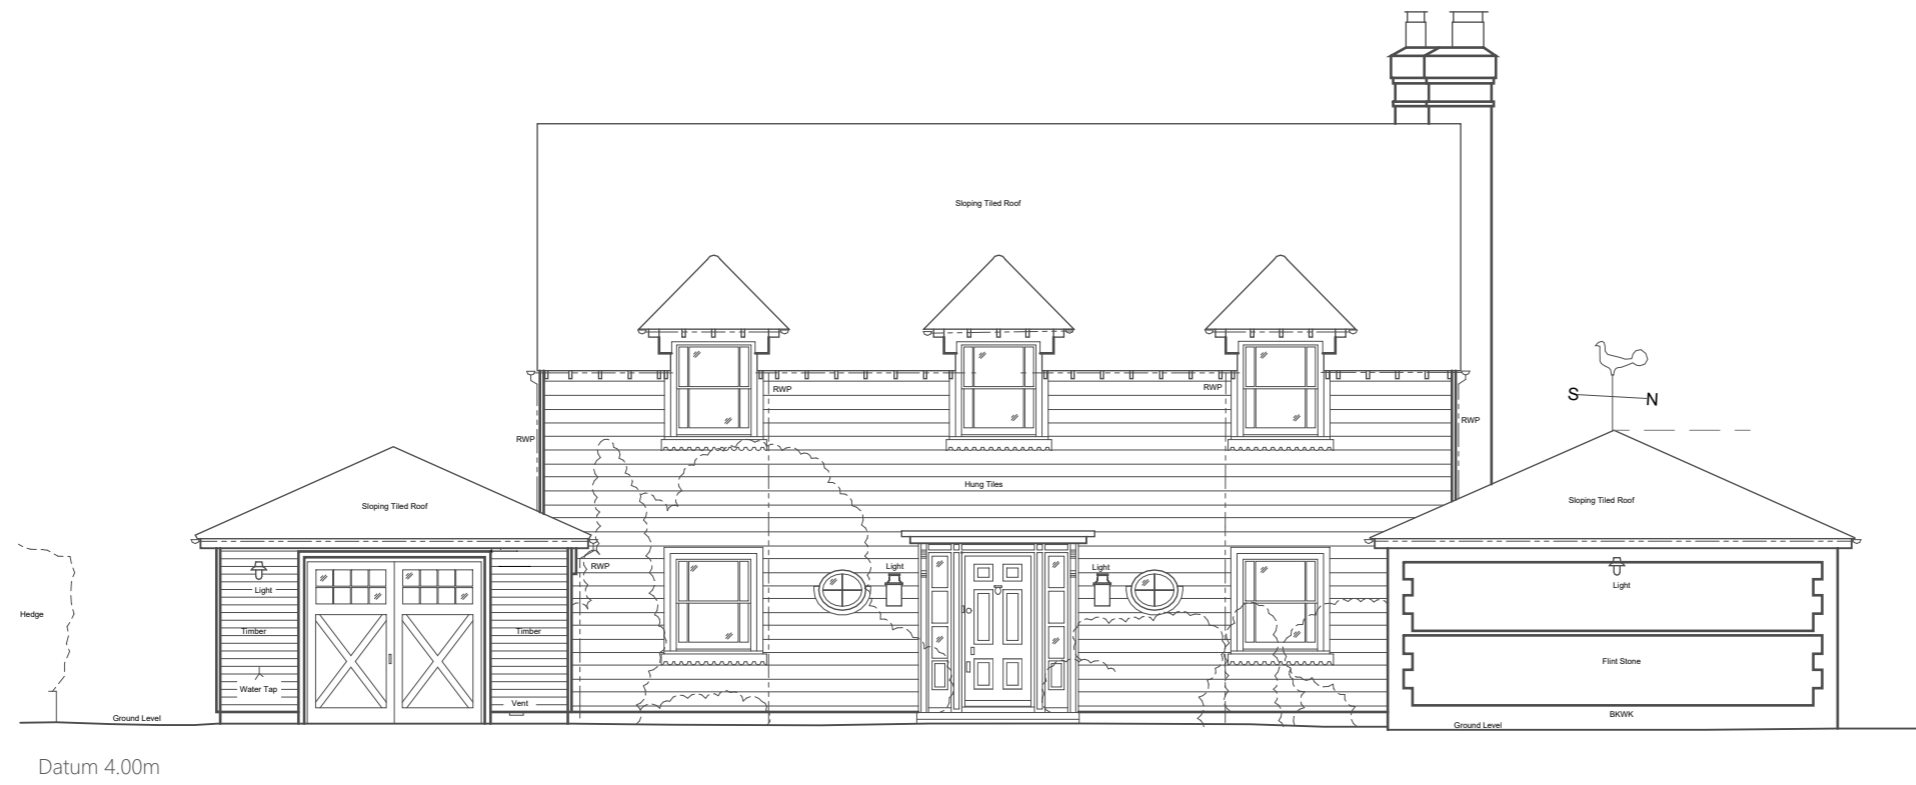 Sloping Tiled Roof
RWP
RWP
S N
RWP
RWP
Hung Tiles
Sloping Tiled Roof
Sloping Tiled Roof
RWP
Light
Light
Light
Light
Hedge
Timber
Timber
Flint Stone
Water Tap
Vent
BKWK
Ground Level
Ground Level
Datum 4.00m